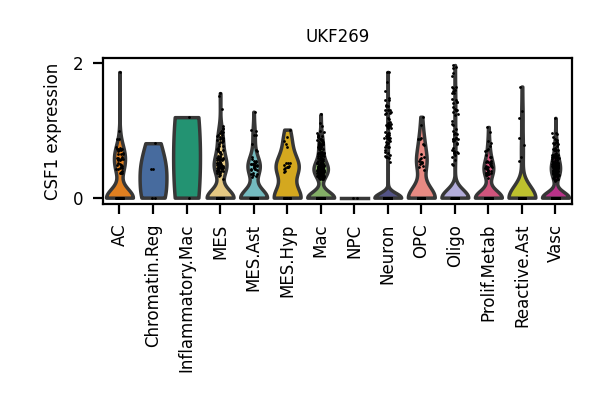 UKF269
CSF1 expression
2
0
AC
Chromatin.Reg
Inflammatory.Mac
MES
MES.Ast
MES.Hyp
Mac
NPC
Neuron
OPC
Oligo
Prolif.Metab
Reactive.Ast
Vasc